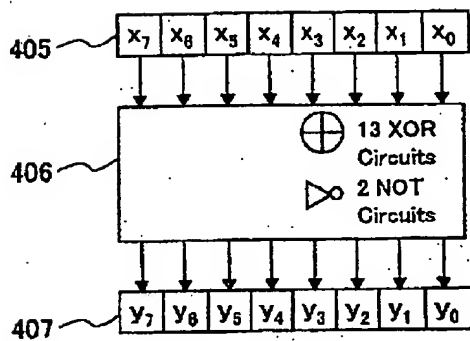 405 x₇ x₆ x₅ x₄ x₃ x₂ x₁ x₀
406
13 XOR
Circuits
2 NOT
Circuits
407 y₇ y₆ y₅ y₄ y₃ y₂ y₁ y₀